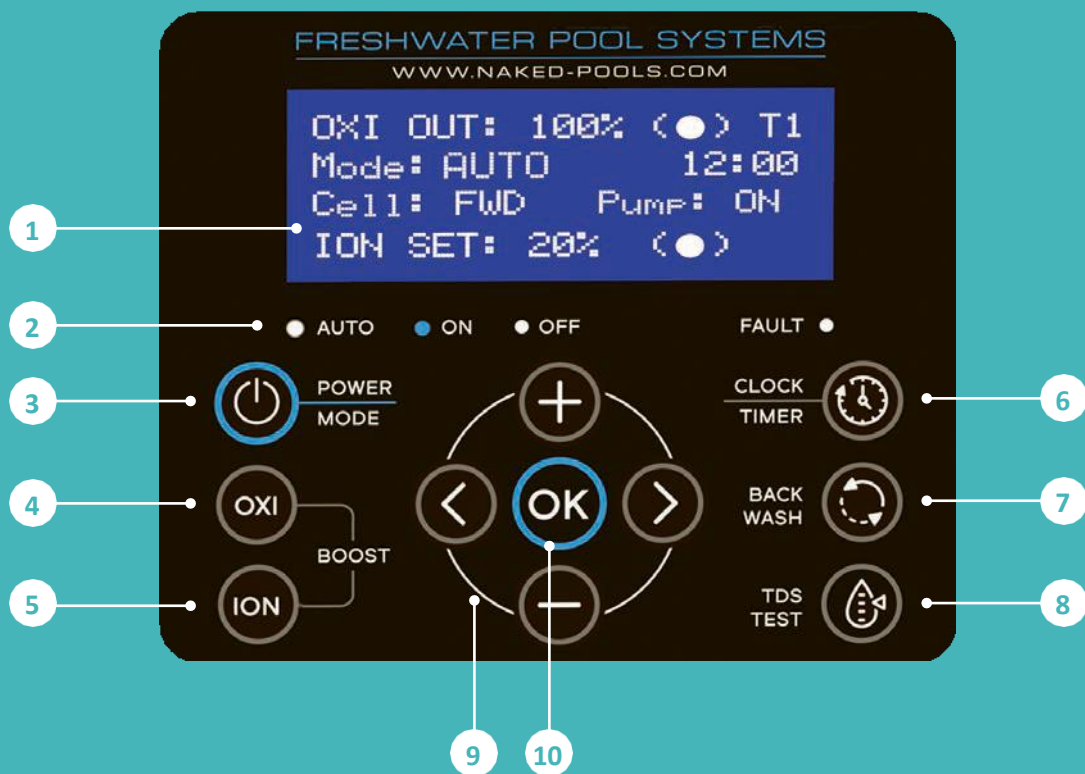 FRESHWATER POOL SYSTEMS
WWW.NAKED-POOLS.COM
OXI OUT: 100% (●) T1
Mode: AUTO 12:00
Cell: FWD Pump: ON
ION SET: 20% (●)
1
2
AUTO ON OFF FAULT
3
POWER
MODE
CLOCK
TIMER
6
4
OXI
OK
BACK
WASH
7
BOOST
5
ION
TDS
TEST
8
9 10